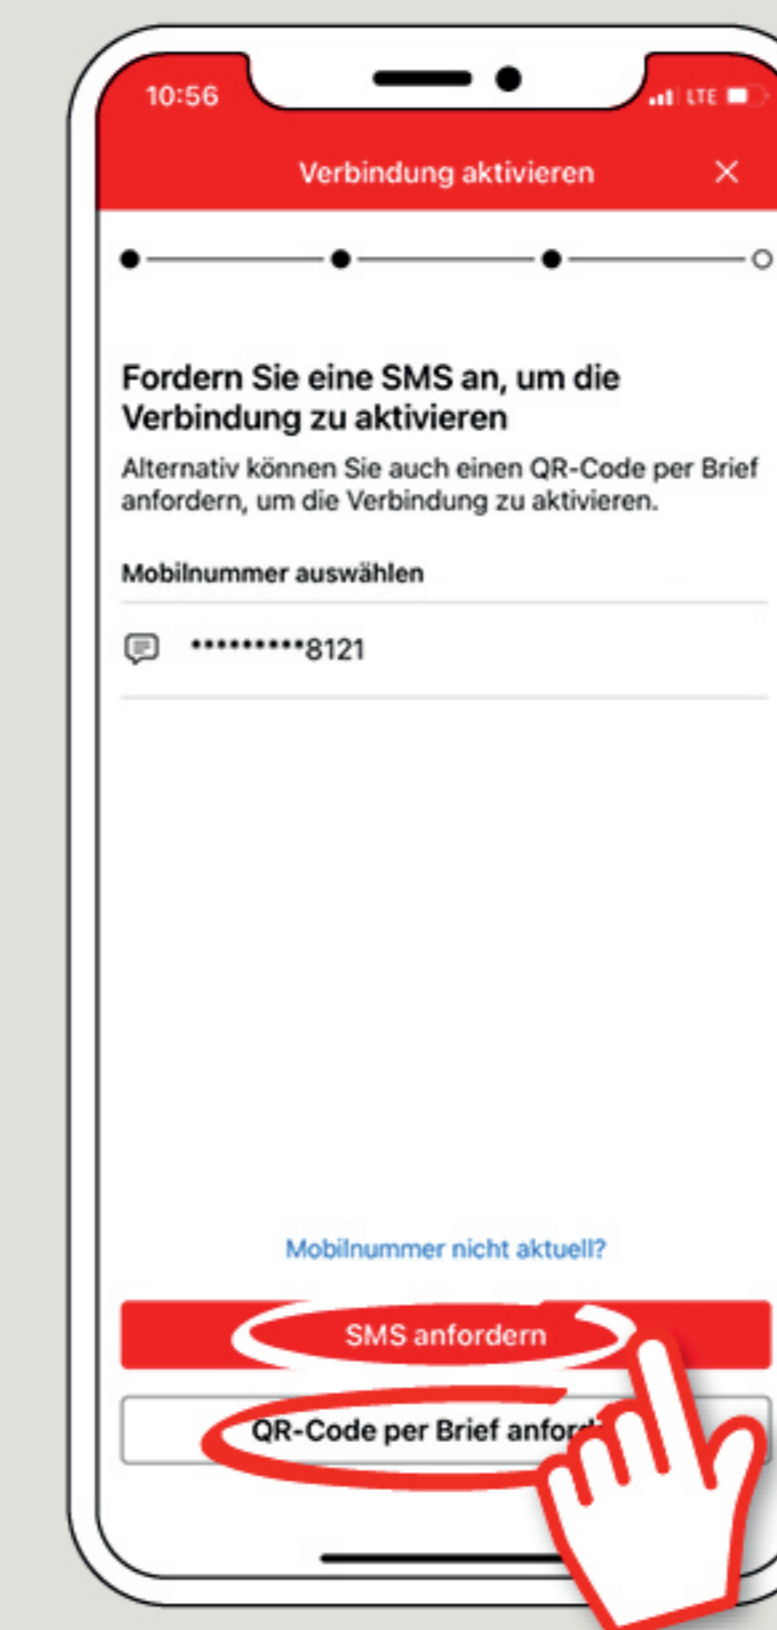 10:56
LTE
Verbindung aktivieren
Fordern Sie eine SMS an, um die
Verbindung zu aktivieren
Alternativ können Sie auch einen QR-Code per Brief
anfordern, um die Verbindung zu aktivieren.
Mobilnummer auswählen
•••••••••8121
Mobilnummer nicht aktuell?
SMS anfordern
QR-Code per Brief